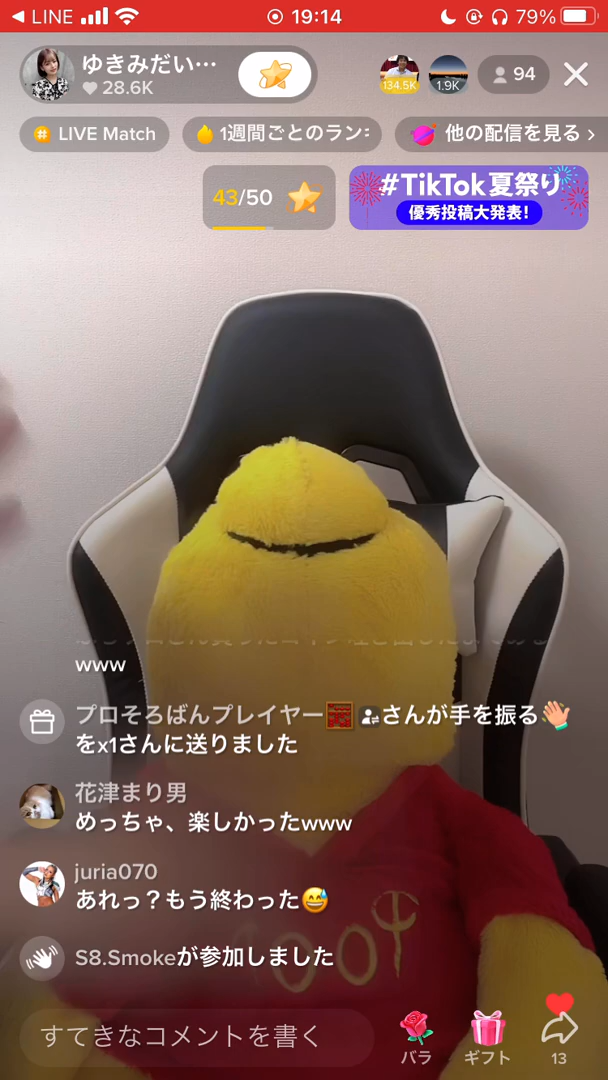 LINE 19:14 79%
ゆきみだい…
28.6K
134.5K
1.9K
94
LIVE Match
1週間ごとのラン
他の配信を見る
43/50
#TikTok夏祭り
優秀投稿大発表!
www
プロそろばんプレイヤー🧮さんが手を振る👋
をx1さんに送りました
花津まり男
めっちゃ、楽しかったwww
juria070
あれっ？もう終わった😅
S8.Smokeが参加しました
すてきなコメントを書く
バラ
ギフト
13